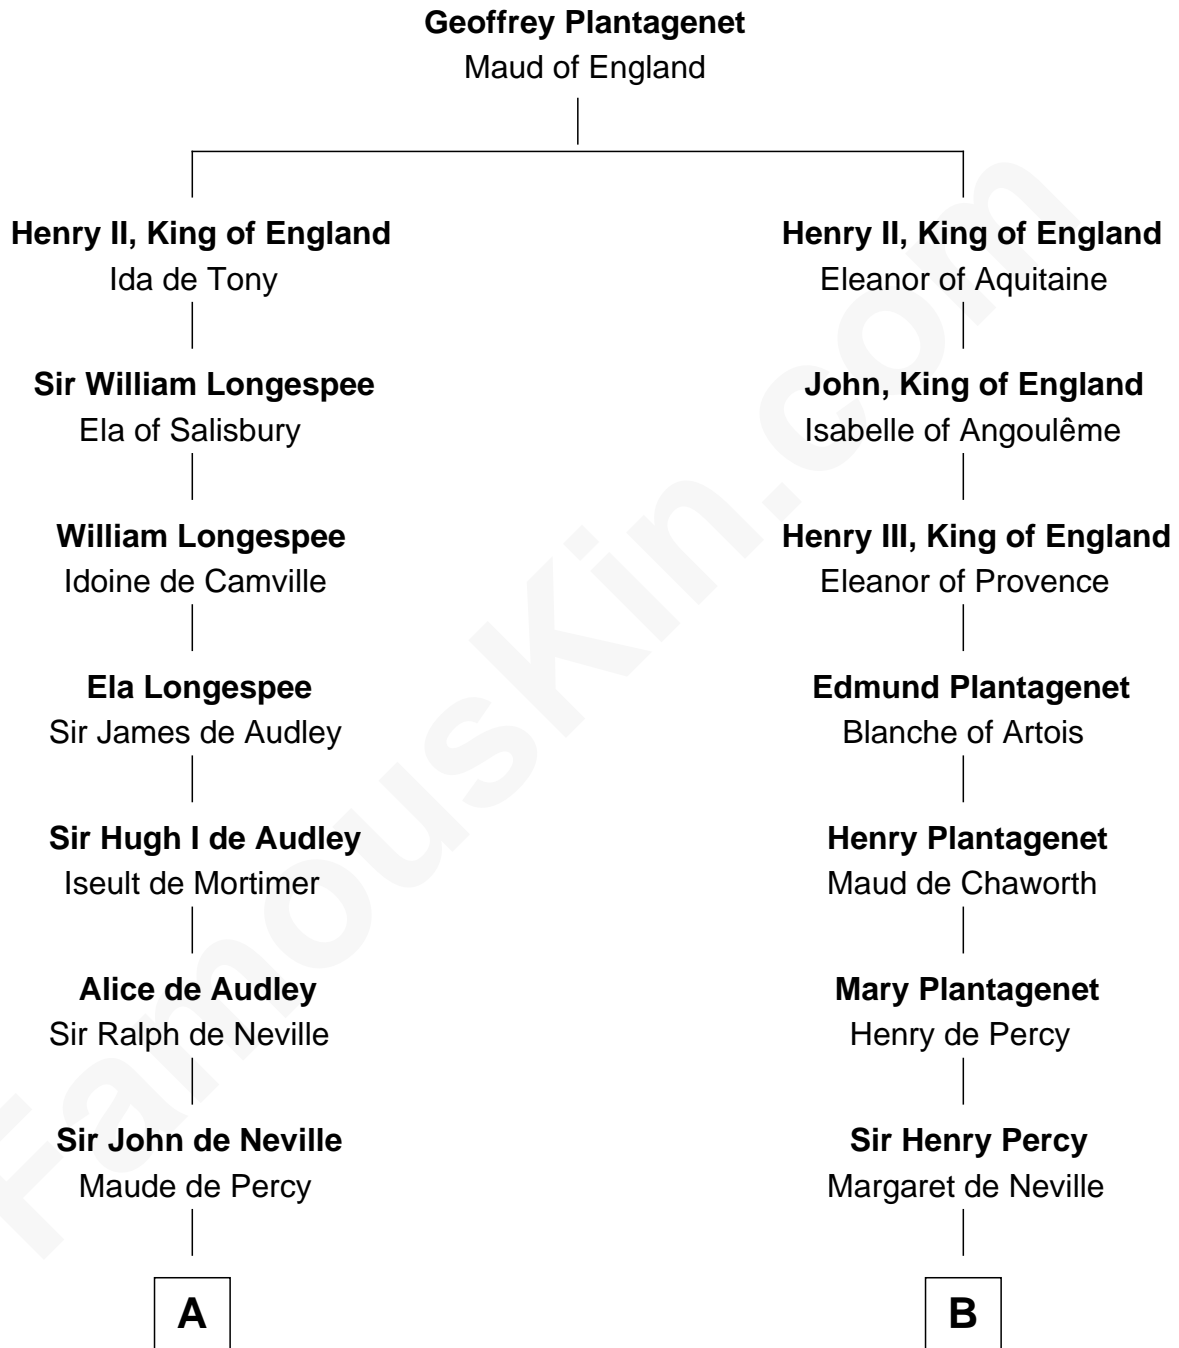 Geoffrey Plantagenet
Maud of England
Henry II, King of England
Ida de Tony
Sir William Longespee
Ela of Salisbury
William Longespee
Idoine de Camville
Ela Longespee
Sir James de Audley
Sir Hugh I de Audley
Iseult de Mortimer
Alice de Audley
Sir Ralph de Neville
Sir John de Neville
Maude de Percy
A
Henry II, King of England
Eleanor of Aquitaine
John, King of England
Isabelle of Angoulême
Henry III, King of England
Eleanor of Provence
Edmund Plantagenet
Blanche of Artois
Henry Plantagenet
Maud de Chaworth
Mary Plantagenet
Henry de Percy
Sir Henry Percy
Margaret de Neville
B
FamousKin.com